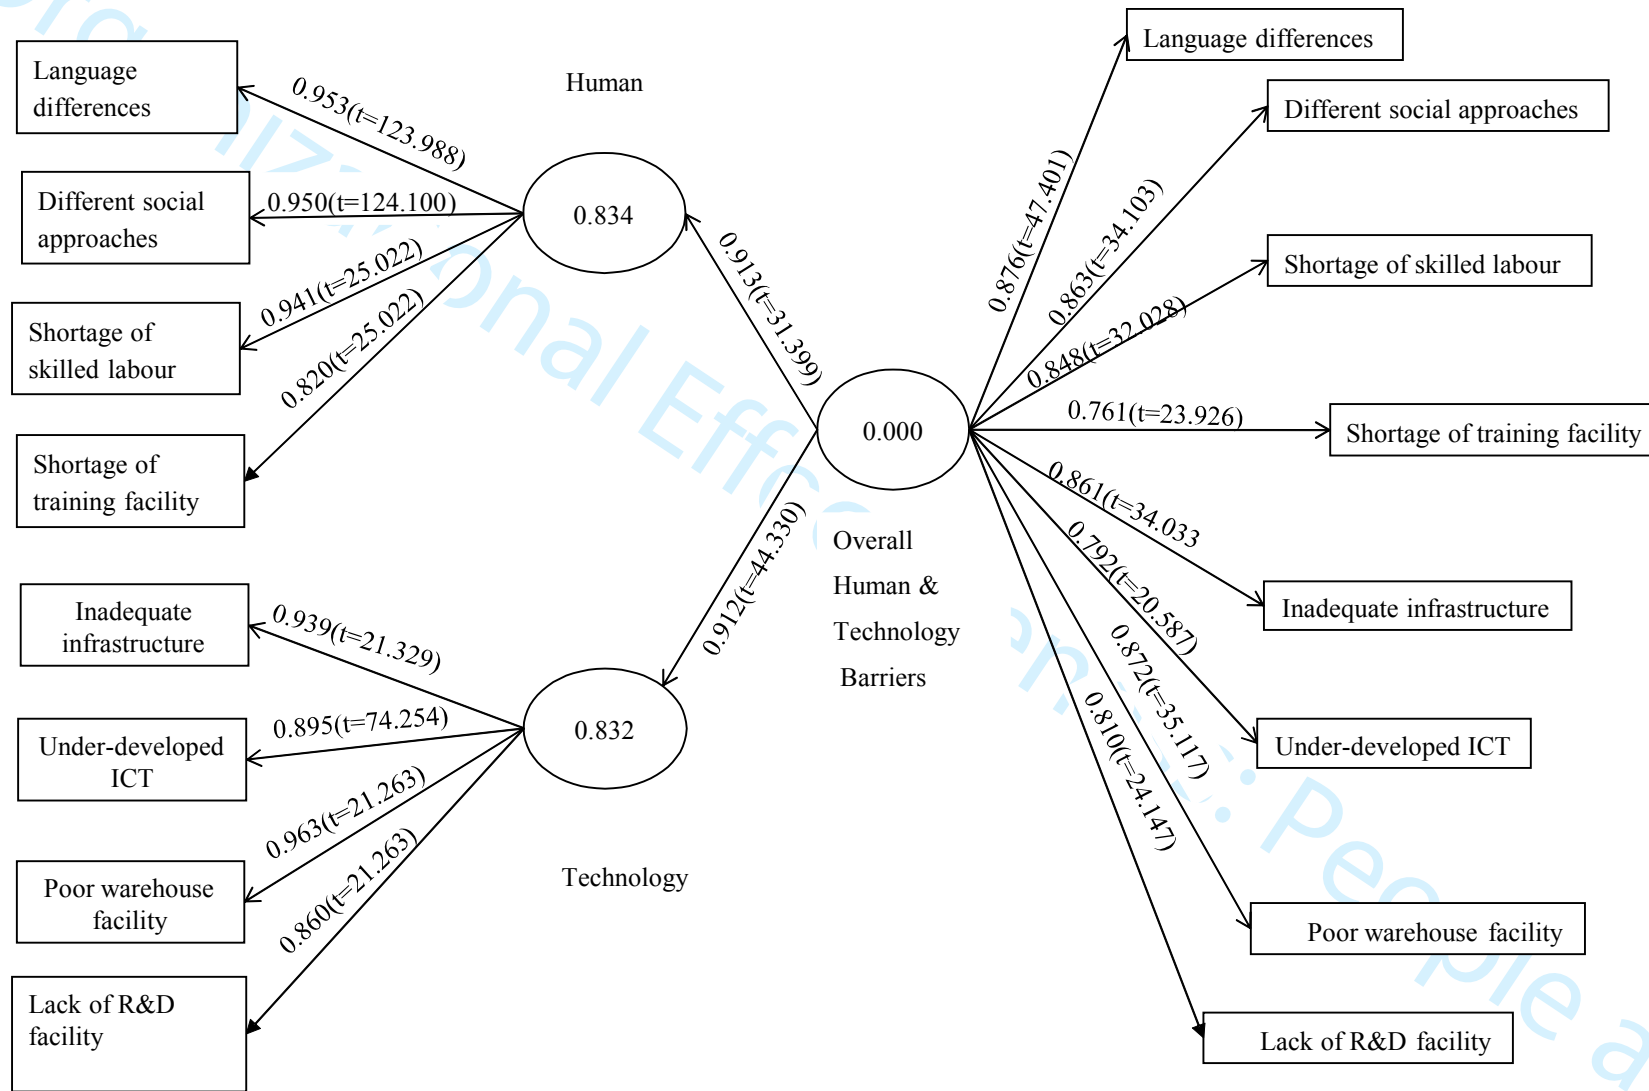 Language
differences
0.953(t=123.988)
Different social
approaches
0.950(t=124.100)
Shortage of
skilled labour
0.941(t=25.022)
Shortage of
training facility
0.820(t=25.022)
Human
0.834
0.913(t=31.399)
Inadequate
infrastructure
0.939(t=21.329)
Under-developed
ICT
0.895(t=74.254)
Poor warehouse
facility
0.963(t=21.263)
Lack of R&D
facility
0.860(t=21.263)
0.832
Technology
0.912(t=44.330)
0.000
Overall
Human &
Technology
Barriers
0.876(t=47.401)
Language differences
0.863(t=34.103)
Different social approaches
0.848(t=32.028)
Shortage of skilled labour
0.761(t=23.926)
Shortage of training facility
0.861(t=34.033
Inadequate infrastructure
0.792(t=20.587)
Under-developed ICT
0.872(t=35.117)
Poor warehouse facility
0.810(t=24.147)
Lack of R&D facility